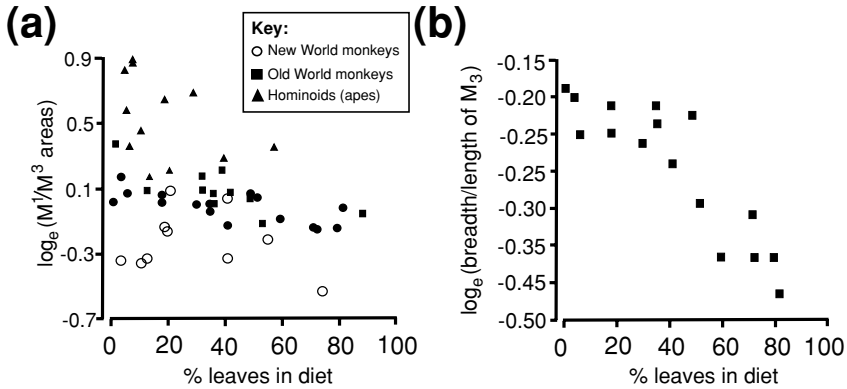 (a)
Key:
New World monkeys
Old World monkeys
Hominoids (apes)
logₑ(M¹/M³ areas)
0.9
0.5
0.1
-0.3
-0.7
0 20 40 60 80 100
% leaves in diet
(b)
logₑ(breadth/length of M₃)
-0.15
-0.20
-0.25
-0.25
-0.30
-0.35
-0.45
-0.50
0 20 40 60 80 100
% leaves in diet